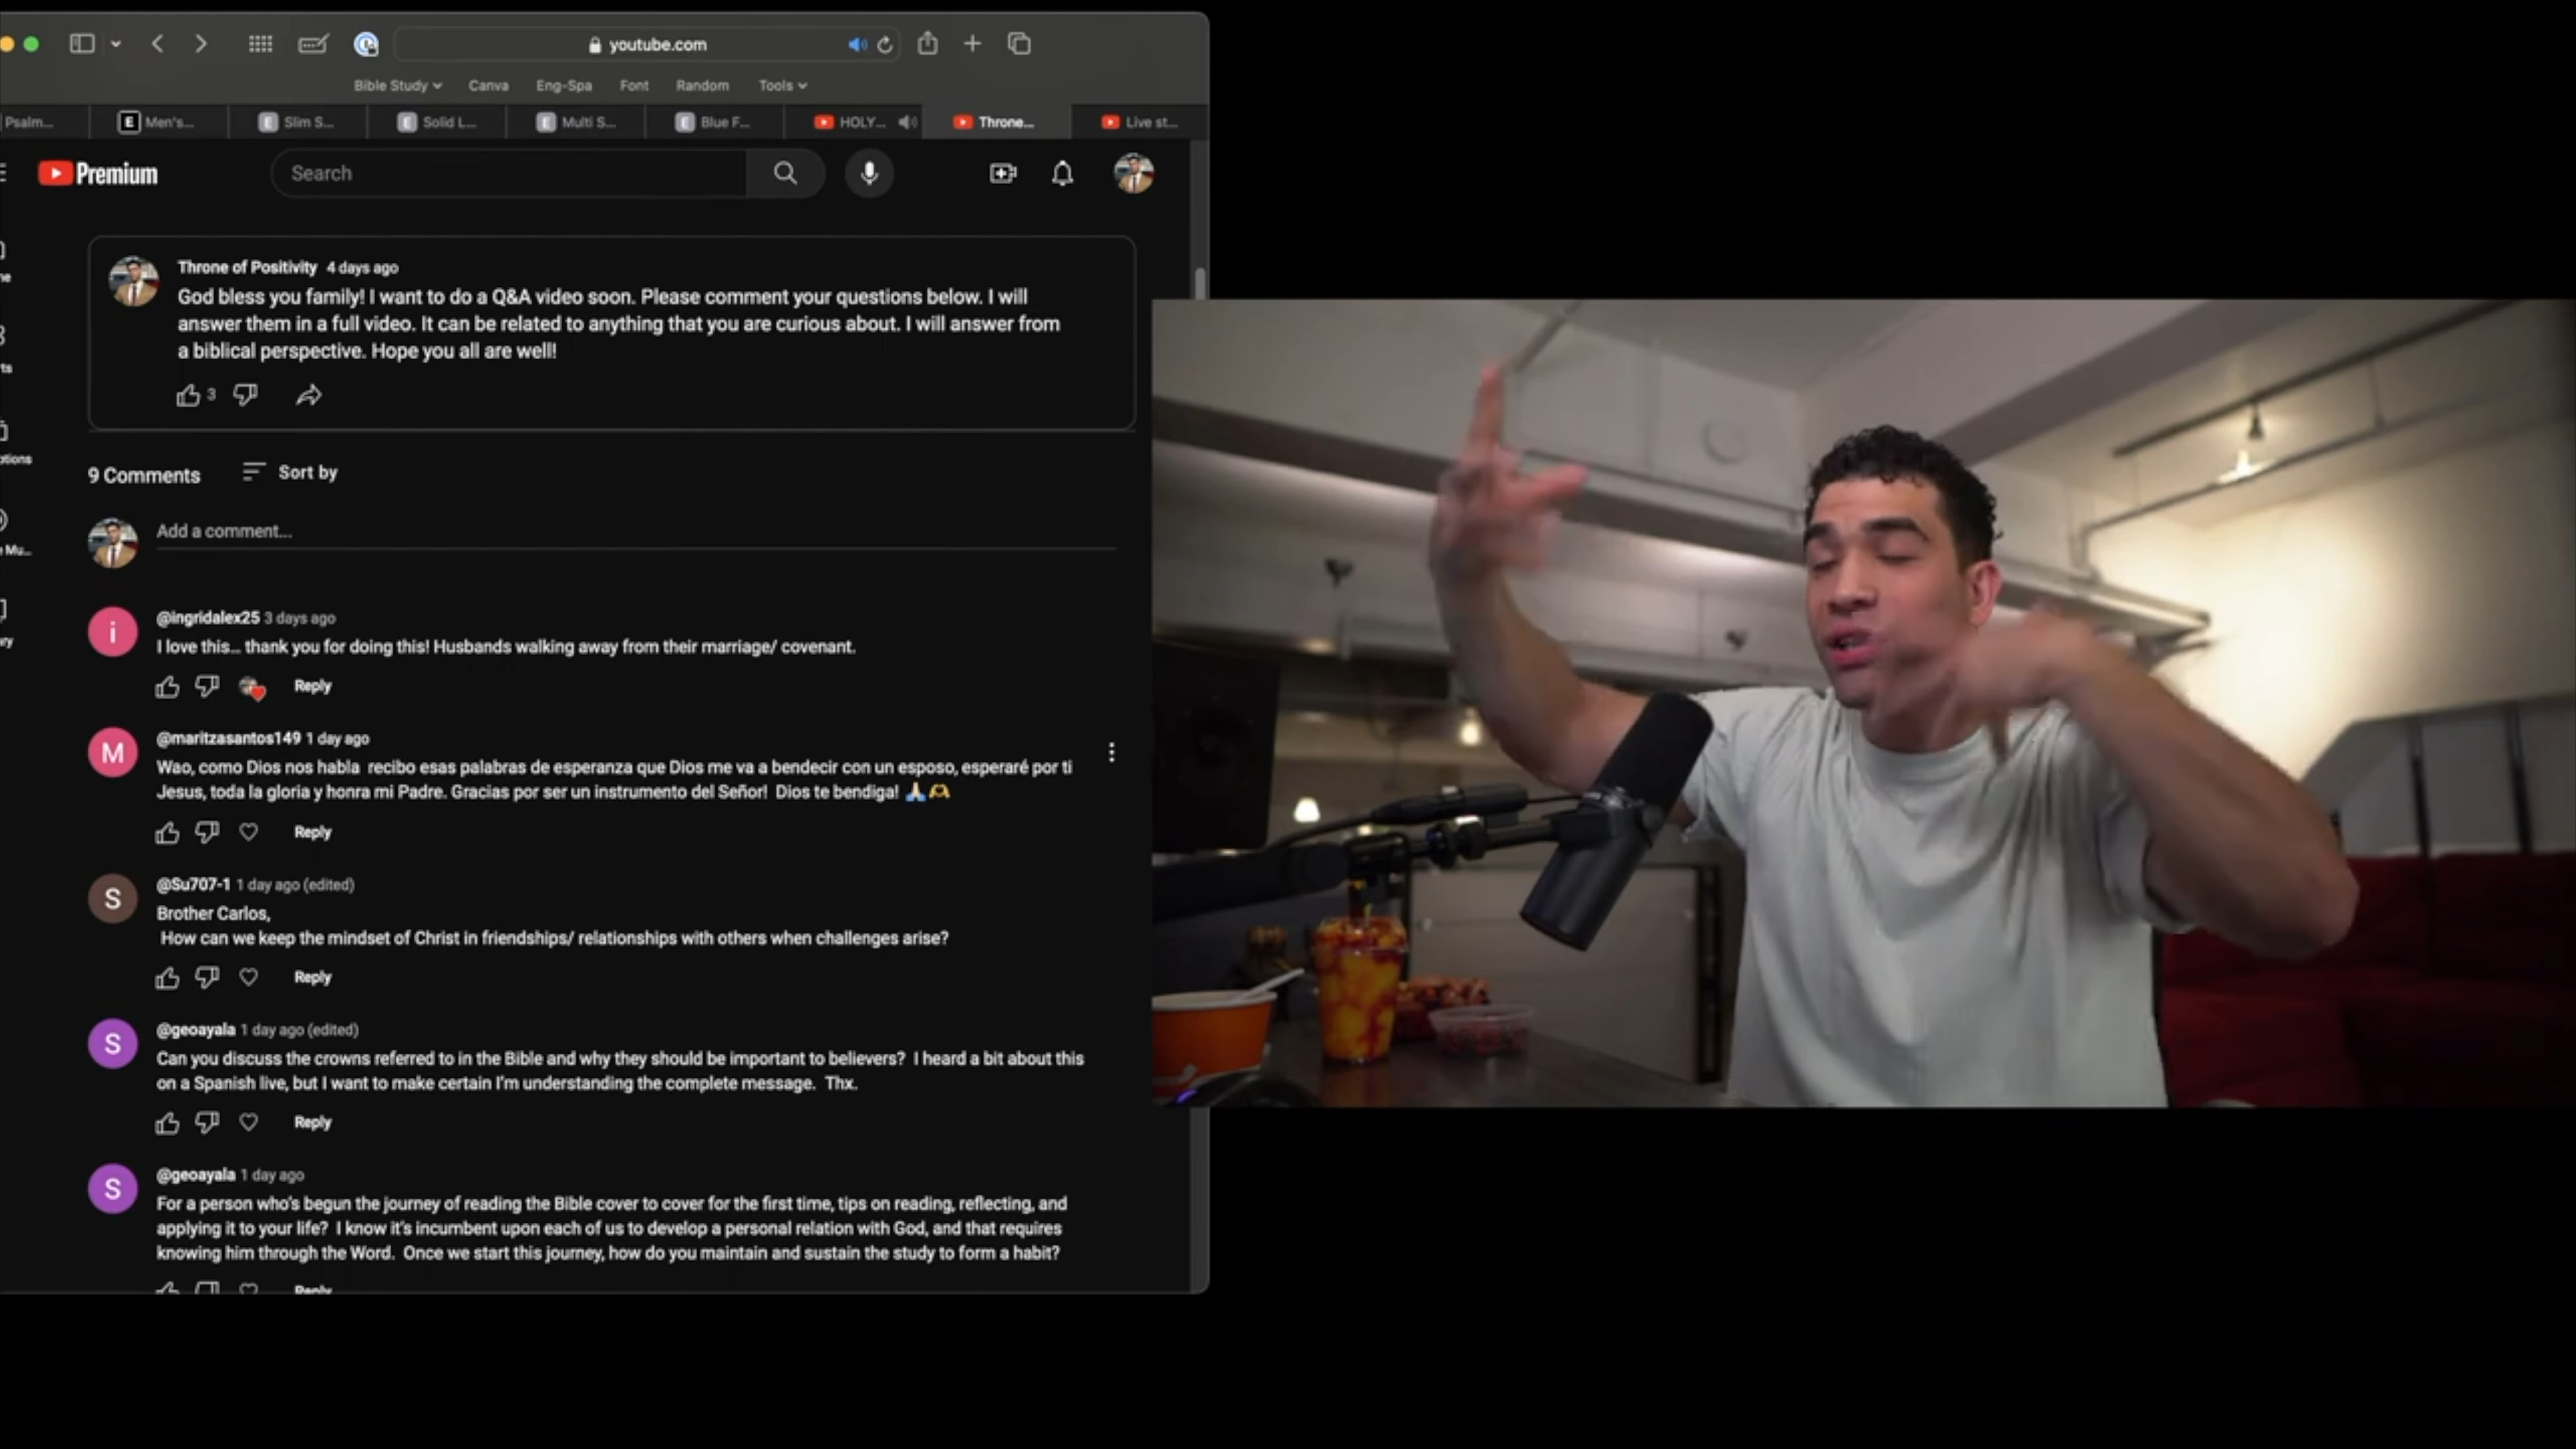 youtube.com
Bible Study
Canva
Eng-Spa
Font
Random
Tools
Psalm...
E Men's...
E Slim S...
E Solid L...
E Multi S...
E Blue F...
HOLY...
Throne...
Live st...
Premium
Search
Throne of Positivity 4 days ago
God bless you family! I want to do a Q&A video soon. Please comment your questions below. I will
answer them in a full video. It can be related to anything that you are curious about. I will answer from
a biblical perspective. Hope you all are well!
3
9 Comments
Sort by
Add a comment...
i
@ingridalex25 3 days ago
I love this... thank you for doing this! Husbands walking away from their marriage/ covenant.
Reply
M
@maritzasantos149 1 day ago
Wao, como Dios nos habla recibo esas palabras de esperanza que Dios me va a bendecir con un esposo, esperaré por ti
Jesus, toda la gloria y honra mi Padre. Gracias por ser un instrumento del Señor! Dios te bendiga! 🙏🫶
Reply
S
@Su707-1 1 day ago (edited)
Brother Carlos,
How can we keep the mindset of Christ in friendships/ relationships with others when challenges arise?
Reply
S
@geoayala 1 day ago (edited)
Can you discuss the crowns referred to in the Bible and why they should be important to believers? I heard a bit about this
on a Spanish live, but I want to make certain I'm understanding the complete message. Thx.
Reply
S
@geoayala 1 day ago
For a person who's begun the journey of reading the Bible cover to cover for the first time, tips on reading, reflecting, and
applying it to your life? I know it's incumbent upon each of us to develop a personal relation with God, and that requires
knowing him through the Word. Once we start this journey, how do you maintain and sustain the study to form a habit?
Reply